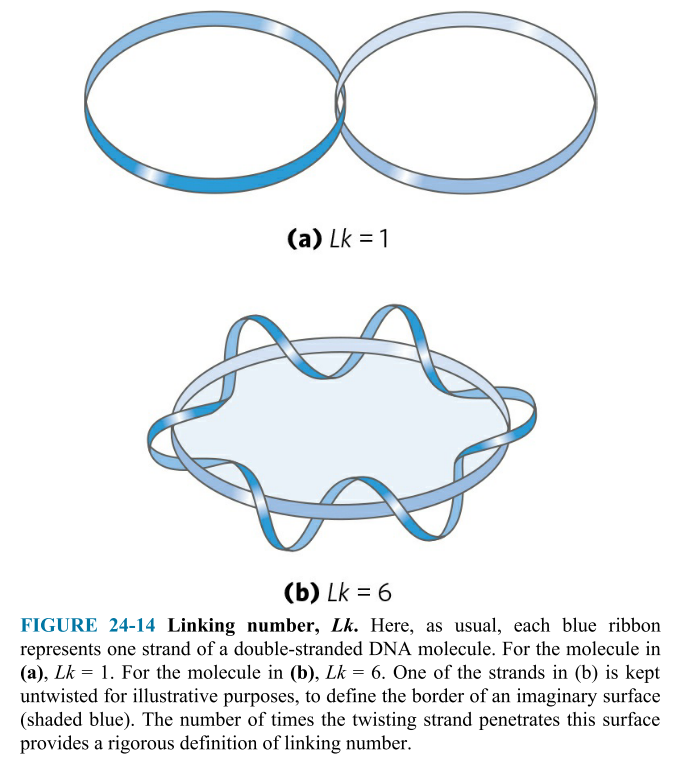 (a) Lk = 1
(b) Lk = 6
FIGURE 24-14 Linking number, Lk. Here, as usual, each blue ribbon
represents one strand of a double-stranded DNA molecule. For the molecule in
(a), Lk = 1. For the molecule in (b), Lk = 6. One of the strands in (b) is kept
untwisted for illustrative purposes, to define the border of an imaginary surface
(shaded blue). The number of times the twisting strand penetrates this surface
provides a rigorous definition of linking number.